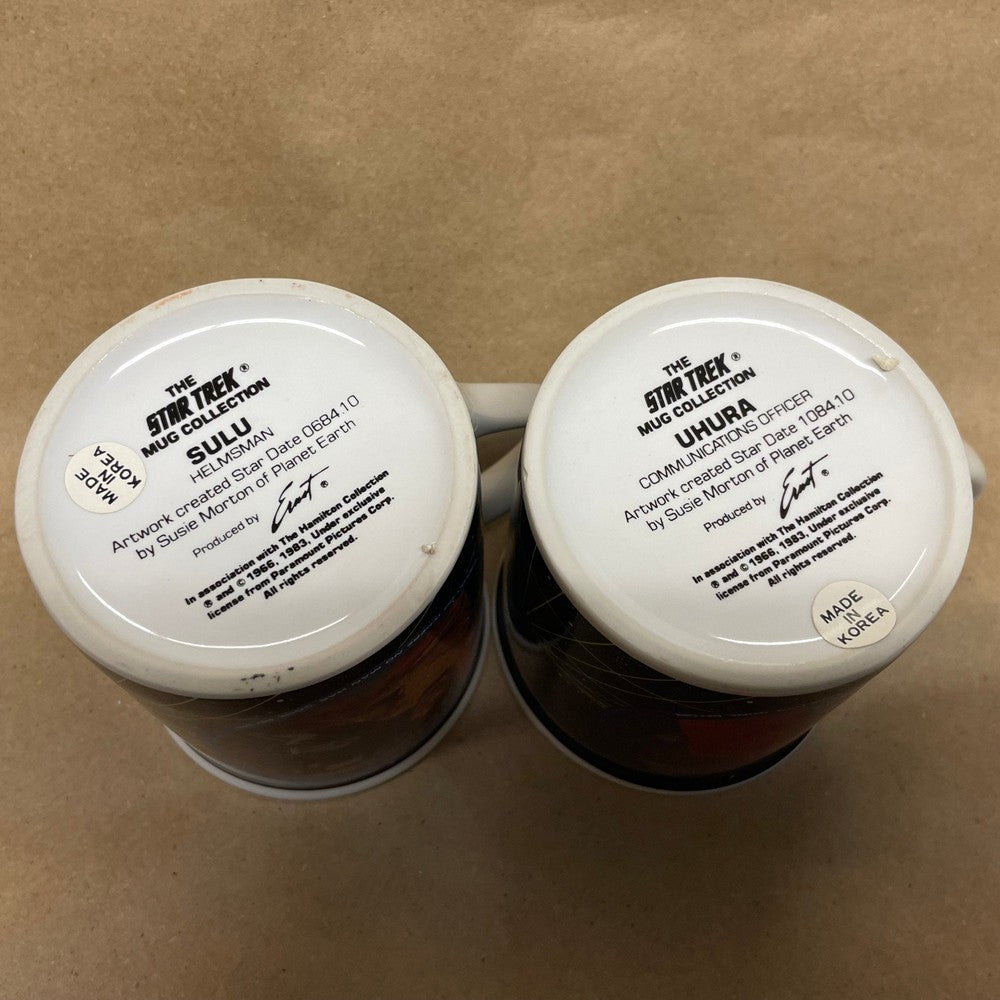 THE
STAR TREK®
MUG COLLECTION
SULU
HELMSMAN
Artwork created Star Date 0684.10
by Susie Morton of Planet Earth
Produced by Ernst®
In association with The Hamilton Collection
® and © 1966, 1983, Under exclusive
license from Paramount Pictures Corp.
All rights reserved.
MADE
IN
KOREA
THE
STAR TREK®
MUG COLLECTION
UHURA
COMMUNICATIONS OFFICER
Artwork created Star Date 1084.10
by Susie Morton of Planet Earth
Produced by Ernst®
In association with The Hamilton Collection
® and © 1966, 1983, Under exclusive
license from Paramount Pictures Corp.
All rights reserved.
MADE
IN
KOREA